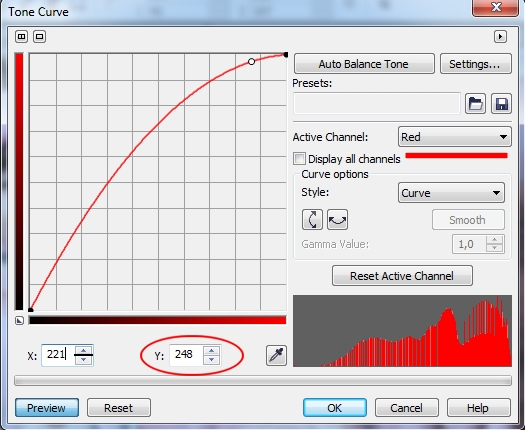 Tone Curve
Auto Balance Tone
Settings...
Presets:
Active Channel:
Red
Display all channels
Curve options
Style:
Curve
Smooth
Gamma Value:
1,0
Reset Active Channel
X:
221
Y:
248
Preview
Reset
OK
Cancel
Help